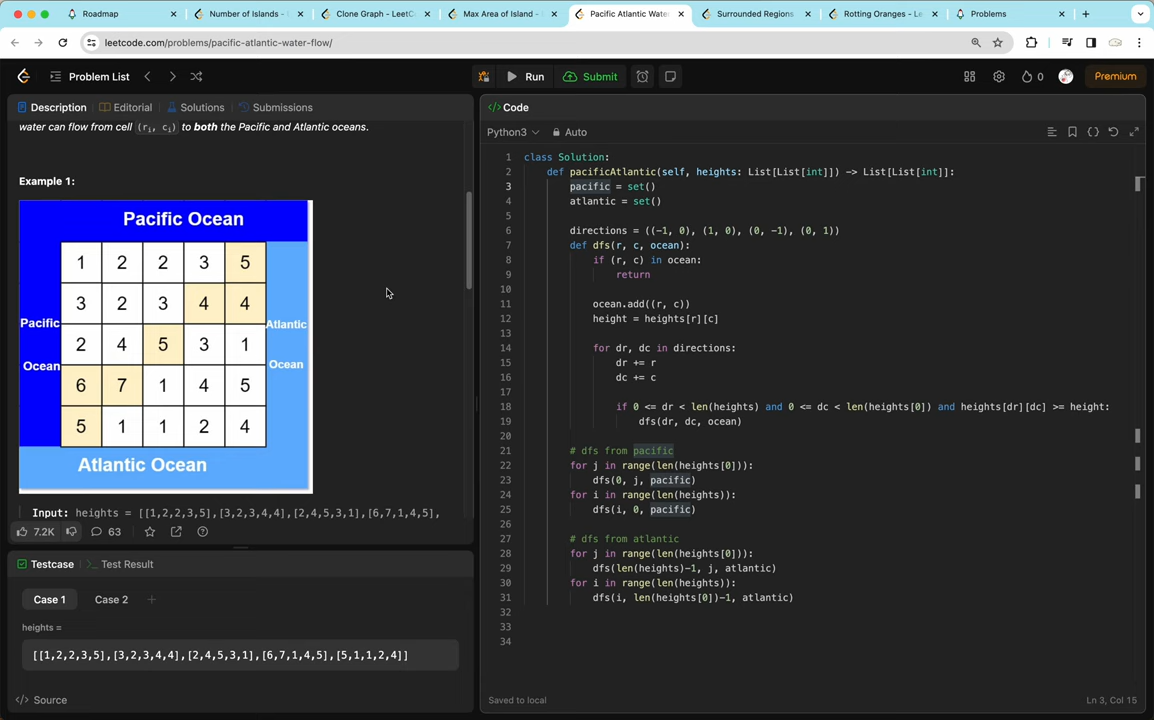 Roadmap
Number of Islands -
Clone Graph - LeetC
Max Area of Island -
Pacific Atlantic Wate
Surrounded Regions
Rotting Oranges - Le
Problems
leetcode.com/problems/pacific-atlantic-water-flow/
Problem List
Run
Submit
0
Premium
Description
Editorial
Solutions
Submissions
water can flow from cell (ri, ci) to both the Pacific and Atlantic oceans.
Example 1:
Pacific Ocean
1 2 2 3 5
3 2 3 4 4
Pacific
Atlantic
2 4 5 3 1
Ocean
Ocean
6 7 1 4 5
5 1 1 2 4
Atlantic Ocean
Input: heights = [[1,2,2,3,5],[3,2,3,4,4],[2,4,5,3,1],[6,7,1,4,5],
7.2K
63
Testcase
>_ Test Result
Case 1
Case 2
+
heights =
[[1,2,2,3,5],[3,2,3,4,4],[2,4,5,3,1],[6,7,1,4,5],[5,1,1,2,4]]
</> Source
</> Code
Python3
Auto
1 class Solution:
2 def pacificAtlantic(self, heights: List[List[int]]) -> List[List[int]]:
3 pacific = set()
4 atlantic = set()
5
6 directions = ((-1, 0), (1, 0), (0, -1), (0, 1))
7 def dfs(r, c, ocean):
8 if (r, c) in ocean:
9 return
10
11 ocean.add((r, c))
12 height = heights[r][c]
13
14 for dr, dc in directions:
15 dr += r
16 dc += c
17
18 if 0 <= dr < len(heights) and 0 <= dc < len(heights[0]) and heights[dr][dc] >= height:
19 dfs(dr, dc, ocean)
20
21 # dfs from pacific
22 for j in range(len(heights[0])):
23 dfs(0, j, pacific)
24 for i in range(len(heights)):
25 dfs(i, 0, pacific)
26
27 # dfs from atlantic
28 for j in range(len(heights[0])):
29 dfs(len(heights)-1, j, atlantic)
30 for i in range(len(heights)):
31 dfs(i, len(heights[0])-1, atlantic)
32
33
34
Saved to local
Ln 3, Col 15